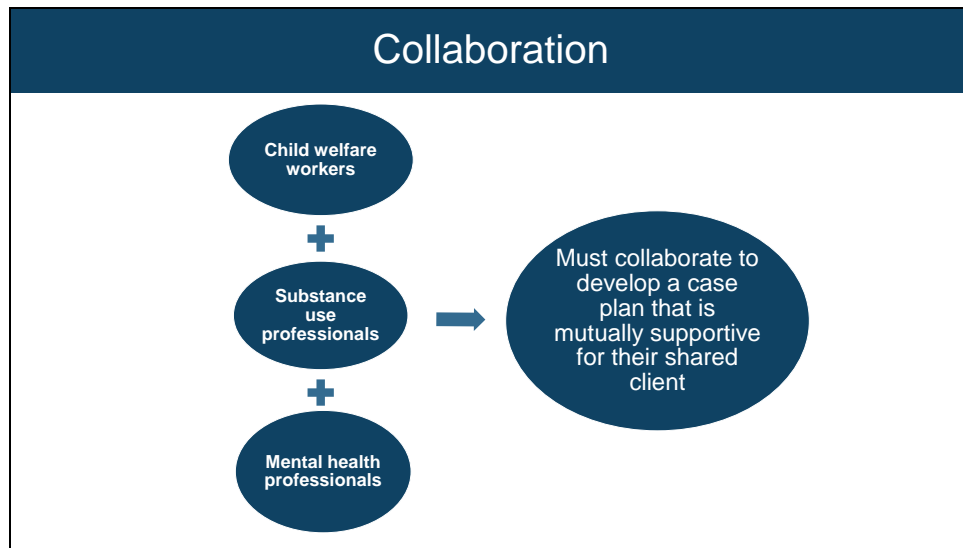 Collaboration
Child welfare
workers
Substance
use
professionals
Mental health
professionals
Must collaborate to
develop a case
plan that is
mutually supportive
for their shared
client